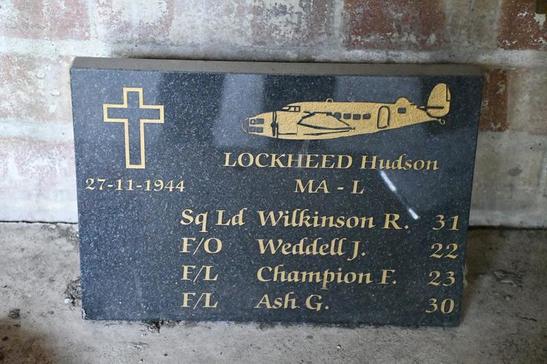 LOCKHEED Hudson
27-11-1944 MA - L
Sq Ld Wilkinson R. 31
F/O Weddell J. 22
F/L Champion F. 23
F/L Ash G. 30